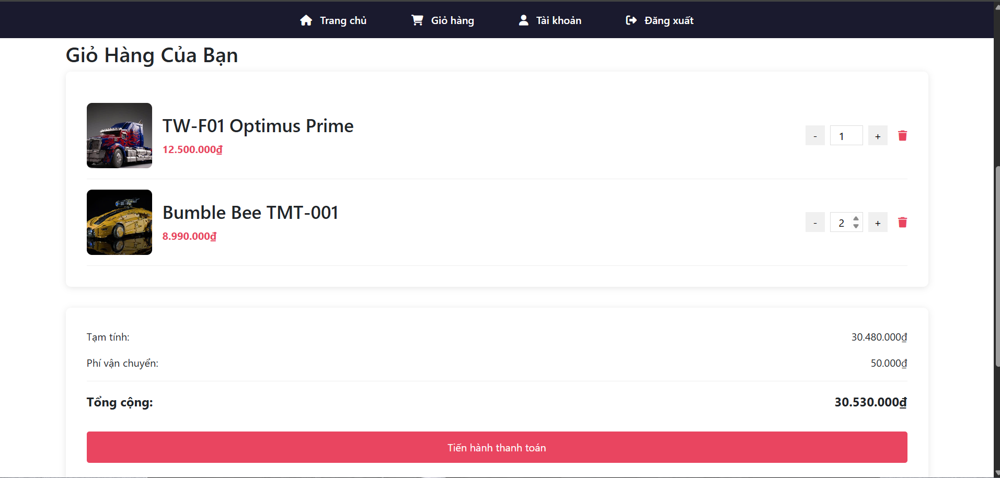 Trang chủ Giỏ hàng Tài khoản Đăng xuất
Giỏ Hàng Của Bạn
TW-F01 Optimus Prime
12.500.000₫
- 1 +
Bumble Bee TMT-001
8.990.000₫
- 2 +
Tạm tính: 30.480.000₫
Phí vận chuyển: 50.000₫
Tổng cộng: 30.530.000₫
Tiến hành thanh toán